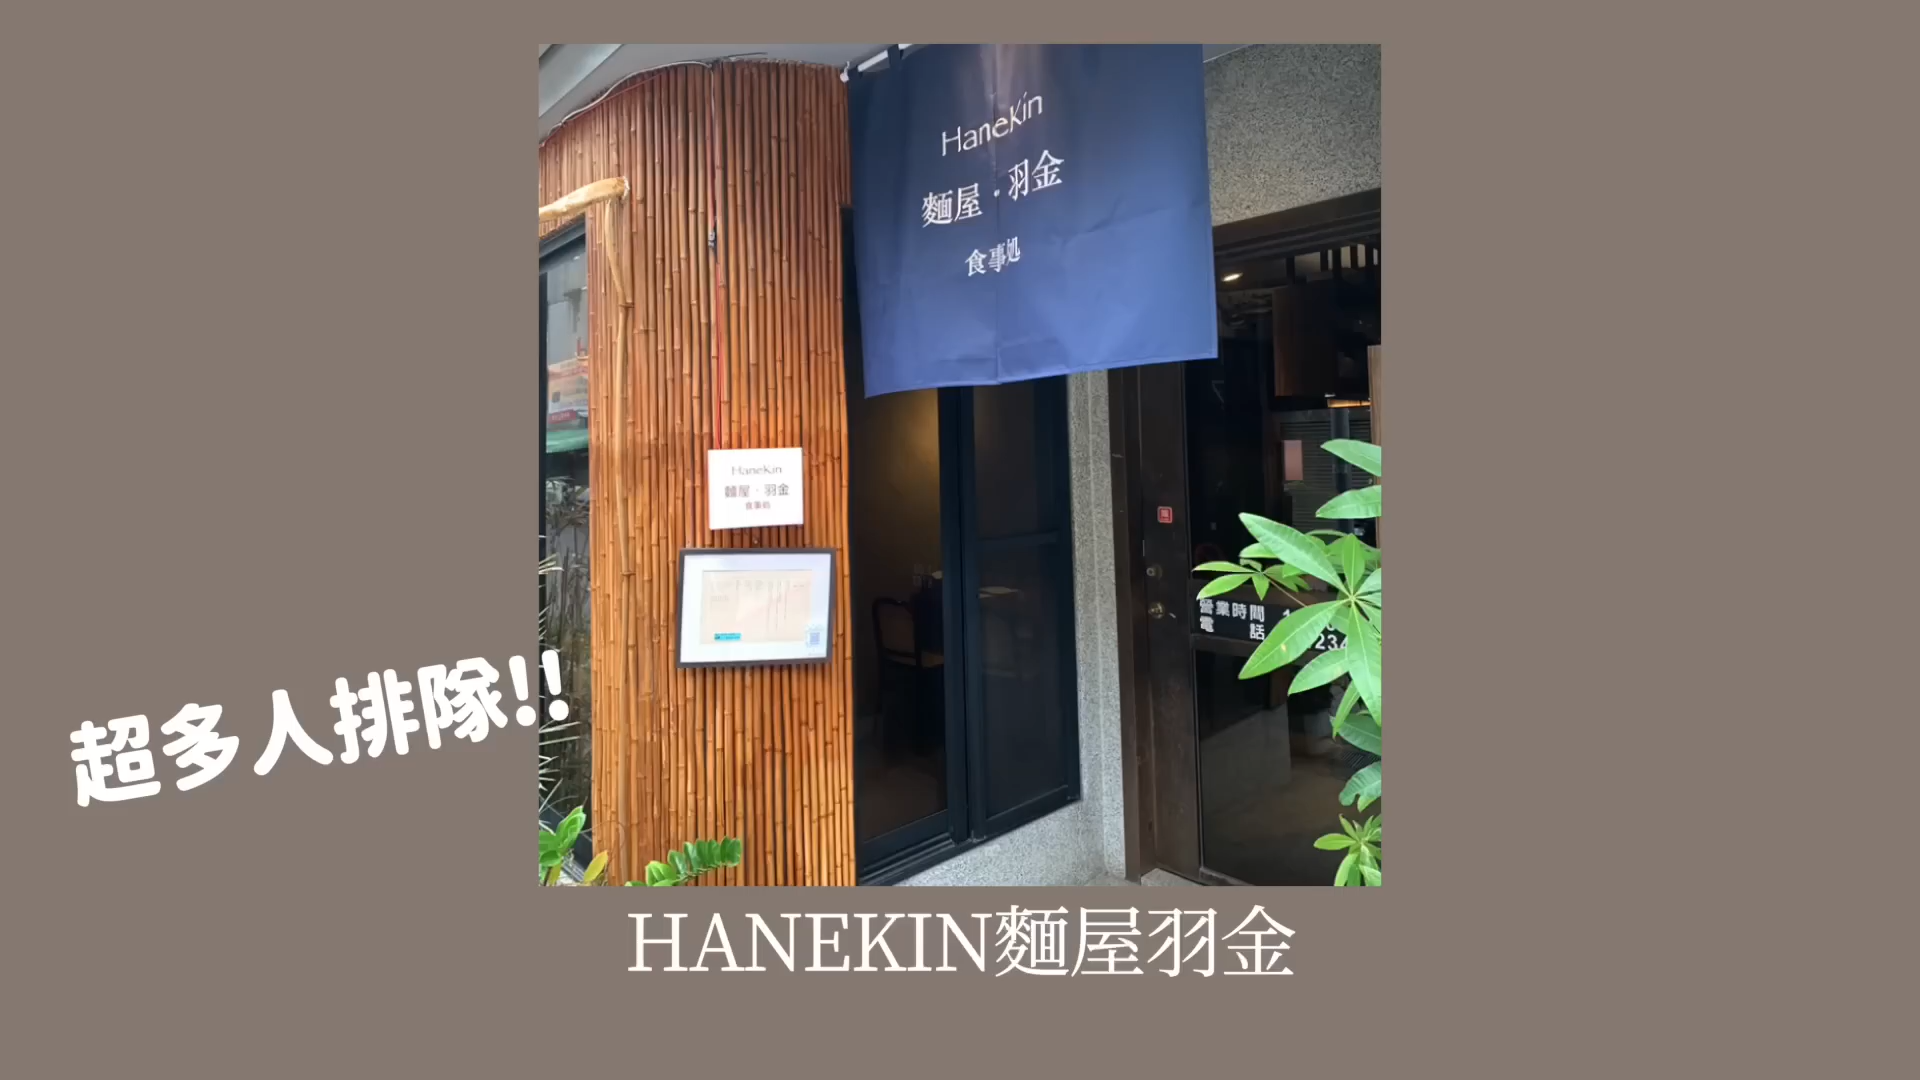 Hanekin
麵屋・羽金
食事処
HaneKin
麵屋・羽金
食事処
營業時間
電話
超多人排隊!!
HANEKIN麵屋羽金